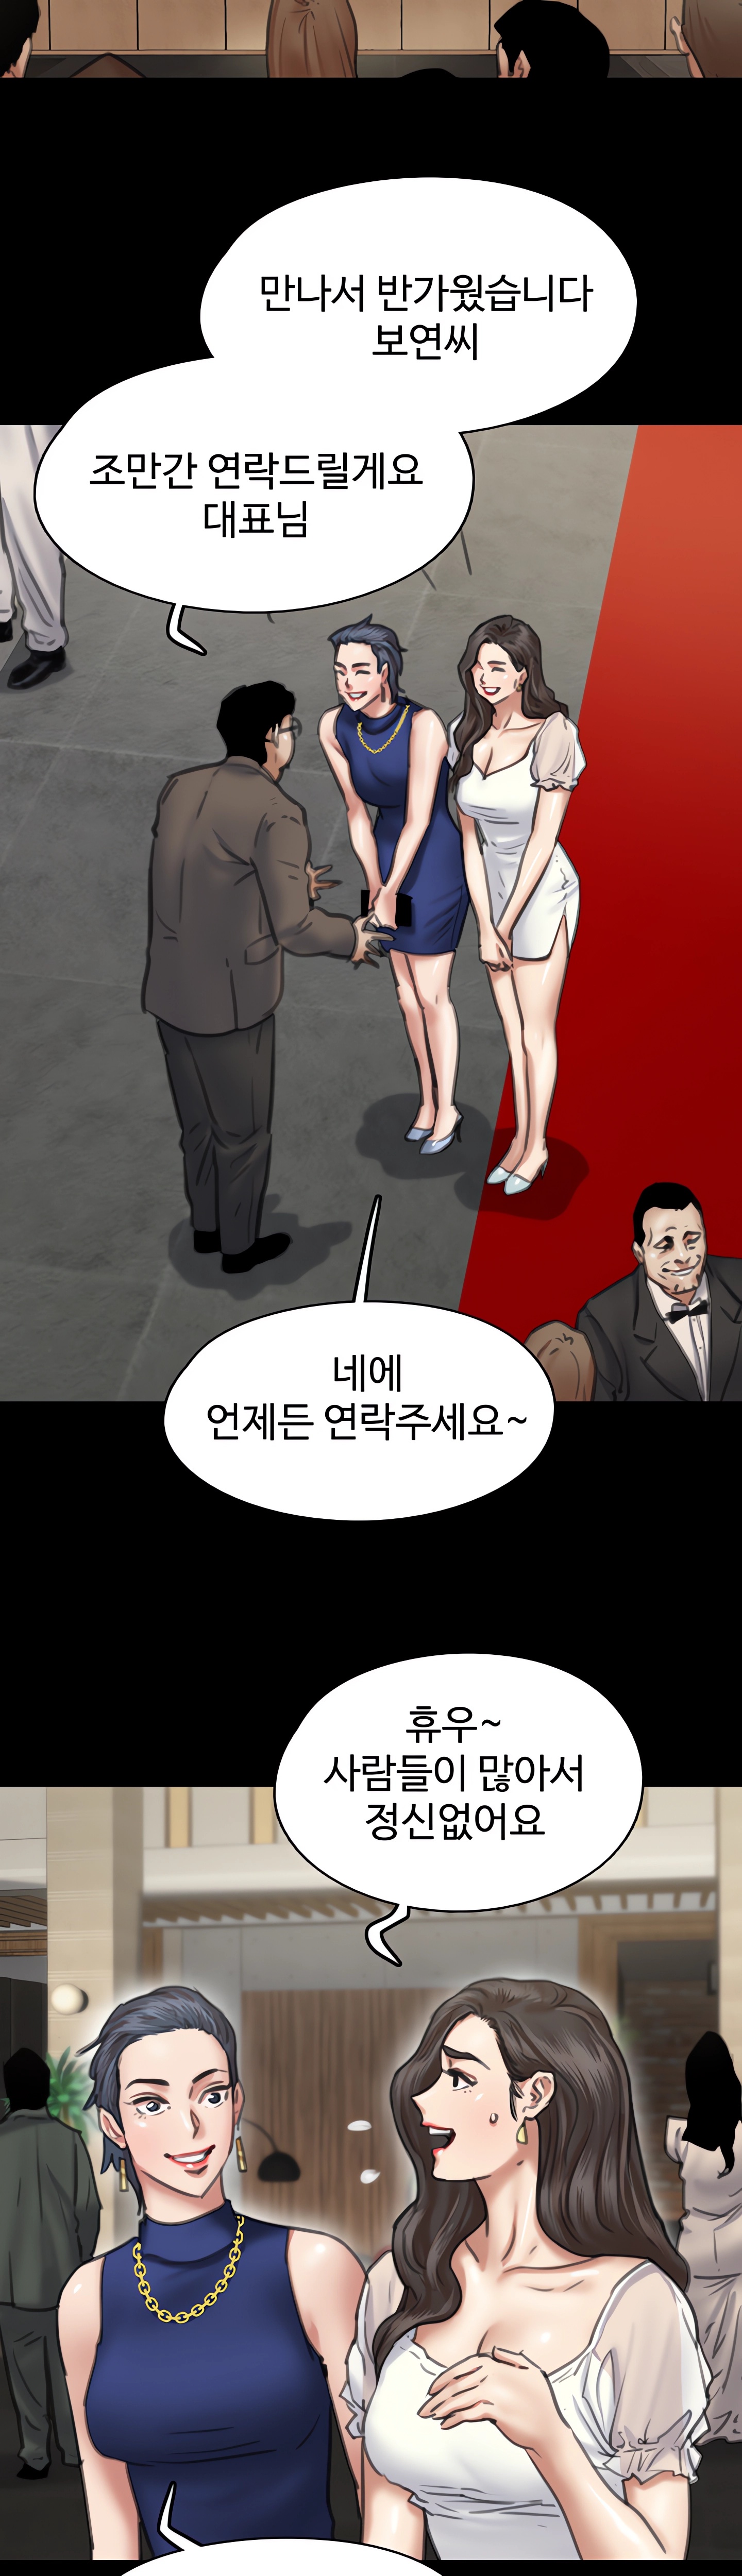 만나서 반가웠습니다
보연씨
조만간 연락드릴게요
대표님
네에
언제든 연락주세요~
휴우~
사람들이 많아서
정신없어요